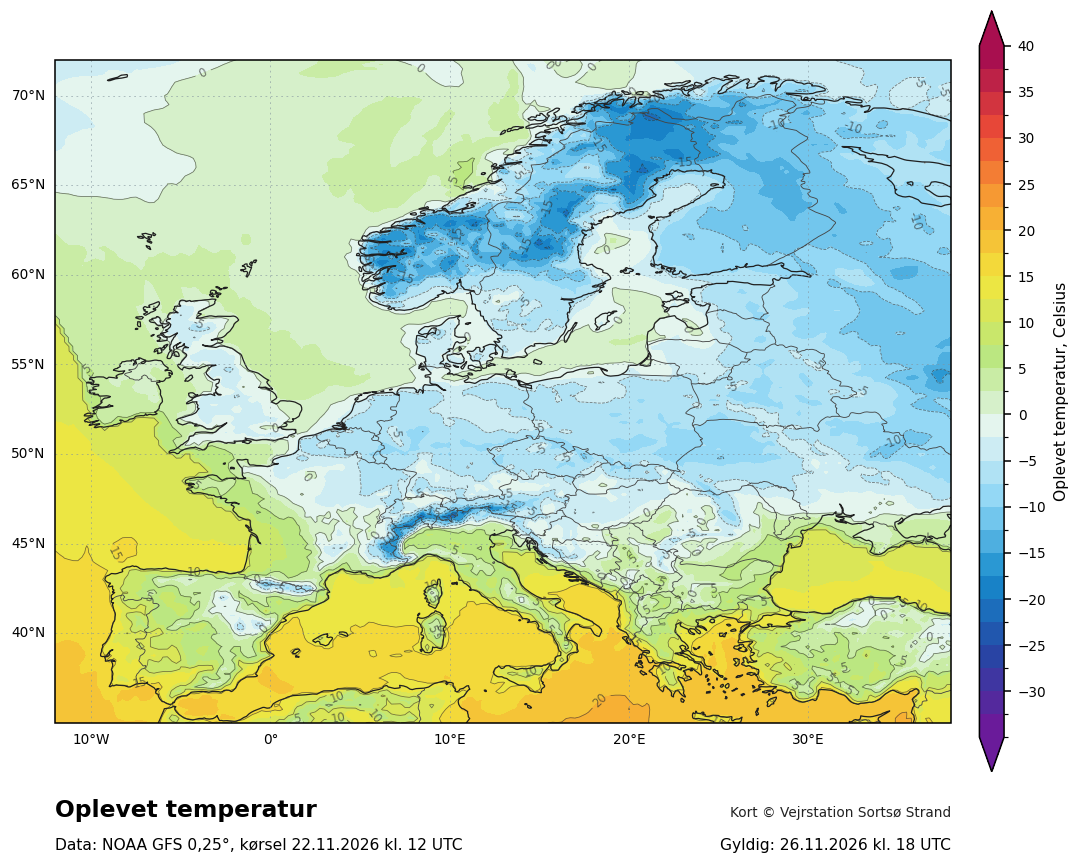 70°N
65°N
60°N
55°N
50°N
45°N
40°N
10°W
0°
10°E
20°E
30°E
40
35
30
25
20
15
10
5
0
−5
−10
−15
−20
−25
−30
Oplevet temperatur, Celsius
Oplevet temperatur
Kort © Vejrstation Sortsø Strand
Data: NOAA GFS 0,25°, kørsel 22.11.2026 kl. 12 UTC
Gyldig: 26.11.2026 kl. 18 UTC